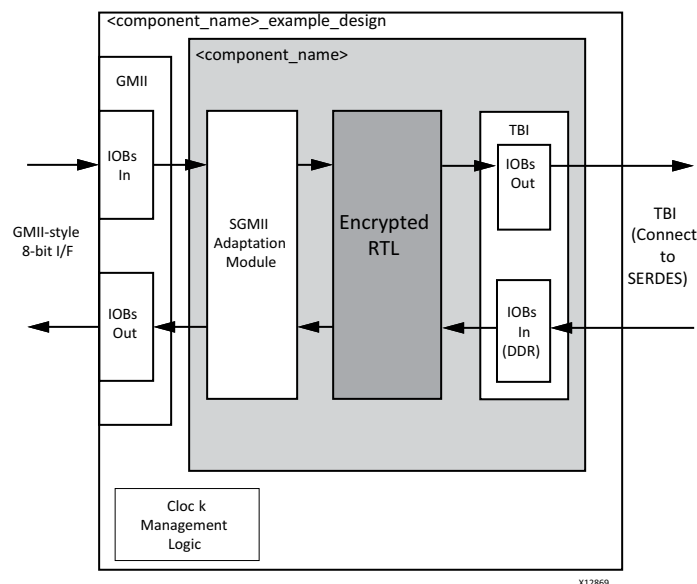 <component_name>_example_design
<component_name>
GMII
IOBs
In
GMII-style
8-bit I/F
IOBs
Out
SGMII
Adaptation
Module
Encrypted
RTL
TBI
IOBs
Out
IOBs
In
(DDR)
TBI
(Connect
to
SERDES)
Cloc k
Management
Logic
X12869